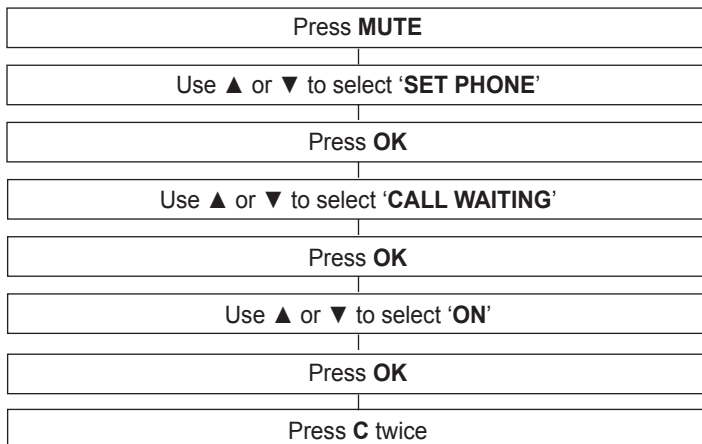 Press MUTE
Use ▲ or ▼ to select ‘SET PHONE’
Press OK
Use ▲ or ▼ to select ‘CALL WAITING’
Press OK
Use ▲ or ▼ to select ‘ON’
Press OK
Press C twice